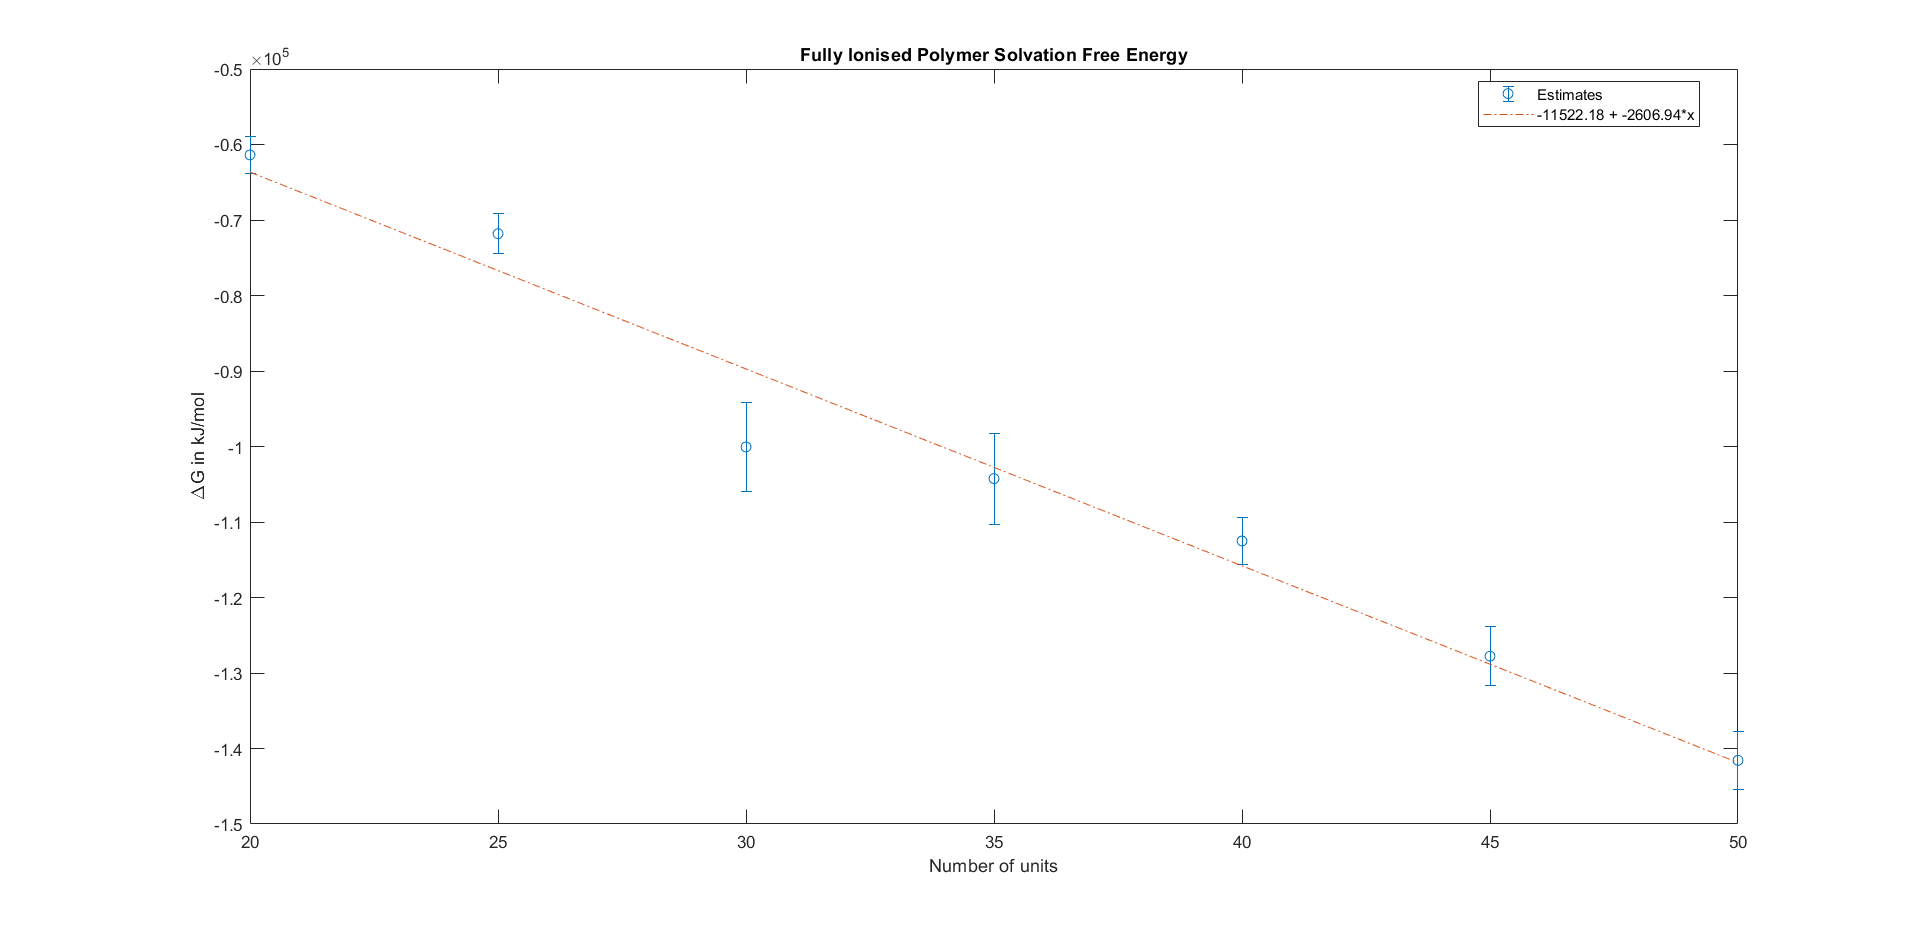 Fully Ionised Polymer Solvation Free Energy
×10^5
-0.5
-0.6
-0.7
-0.8
-0.9
-1
-1.1
-1.2
-1.3
-1.4
-1.5
ΔG in kJ/mol
Estimates
-11522.18 + -2606.94*x
20 25 30 35 40 45 50
Number of units